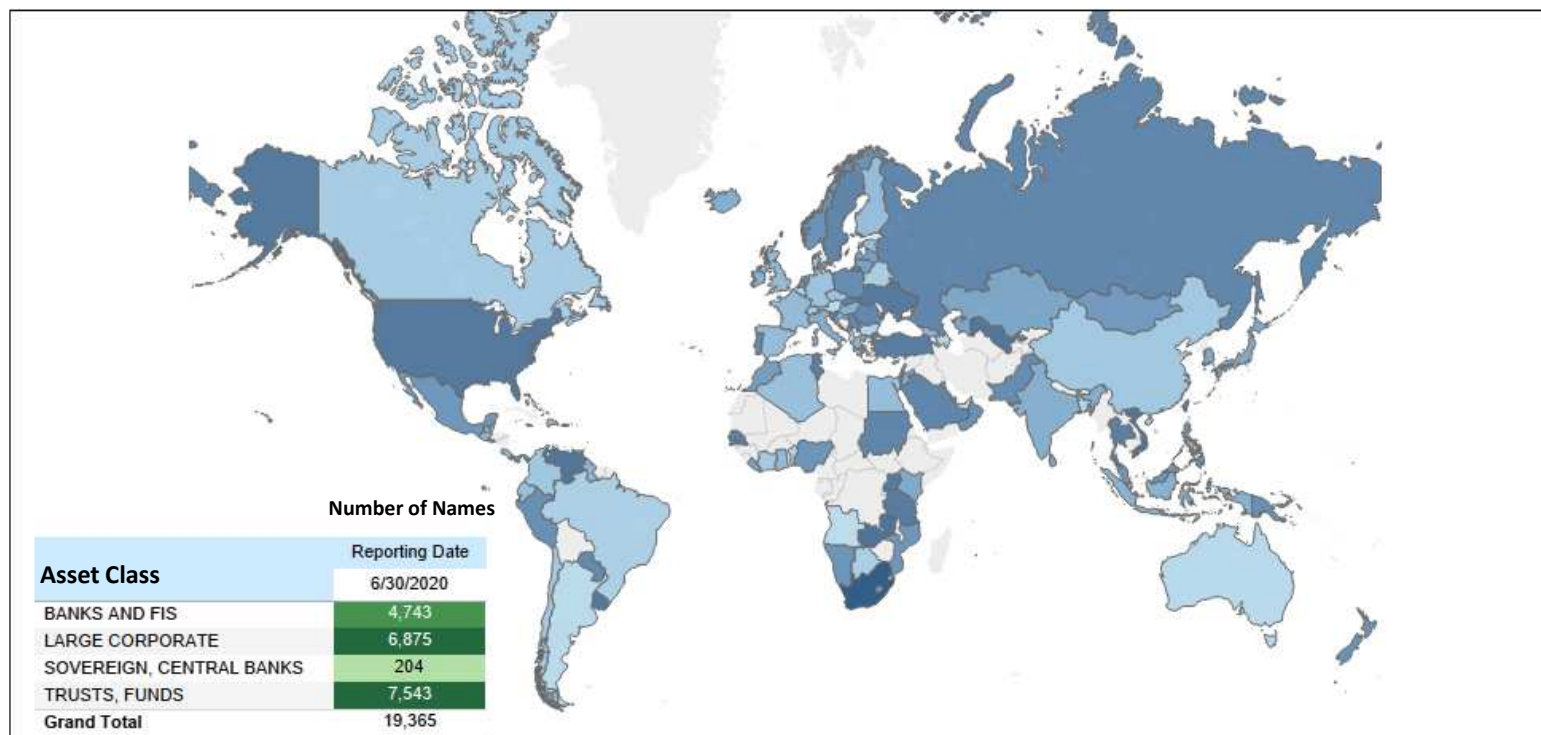 Number of Names
Reporting Date
Asset Class
6/30/2020
BANKS AND FIS 4,743
LARGE CORPORATE 6,875
SOVEREIGN, CENTRAL BANKS 204
TRUSTS, FUNDS 7,543
Grand Total 19,365